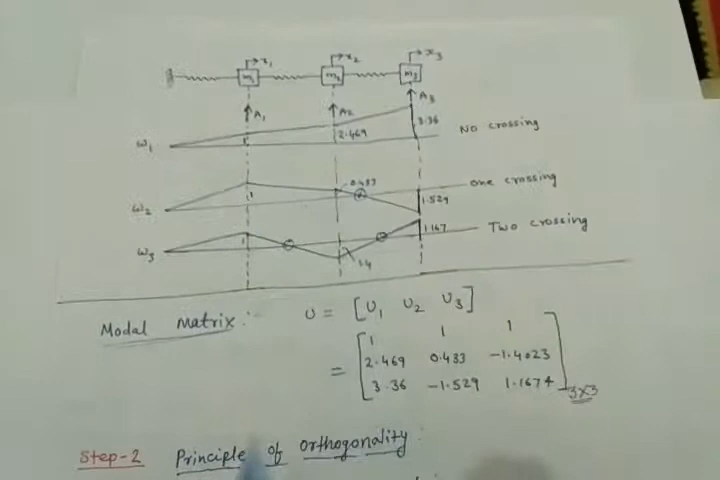 x₁ x₂ x₃
m₁ m₂ m₃
A₁ A₂ A₃
ω₁ 1 2.469 3.36 No crossing
ω₂ 1 0.433 1.529 one crossing
ω₃ 1 1.4 1.167 Two crossing
Modal Matrix :- U = [U₁ U₂ U₃]
= [1 1 1
2.469 0.433 -1.4023
3.36 -1.529 1.1674]3×3
Step-2 Principle of orthogonality :